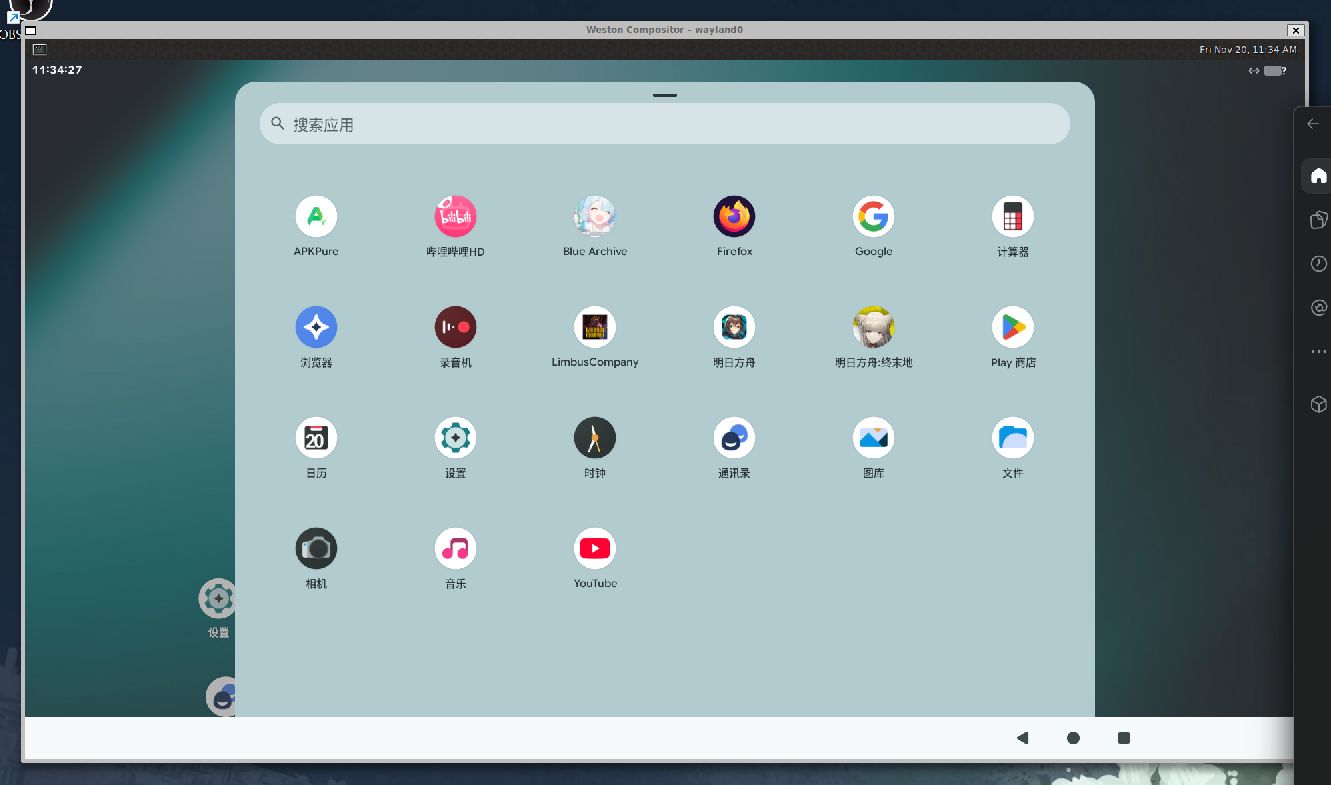 OBS
Weston Compositor - wayland0
Fri Nov 20, 11:34 AM
11:34:27
?
搜索应用
APKPure
bilibili
哔哩哔哩HD
Blue Archive
Firefox
Google
计算器
浏览器
录音机
LimbusCompany
明日方舟
明日方舟:终末地
Play 商店
20
日历
设置
时钟
通讯录
图库
文件
相机
音乐
YouTube
设置